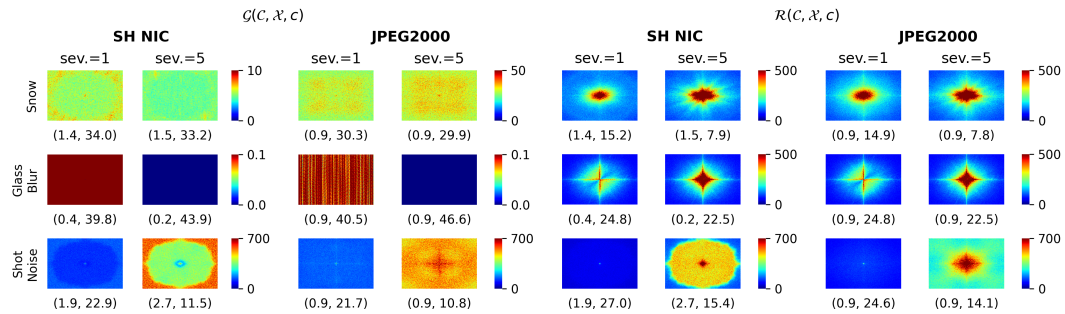 𝒢(𝒞, 𝒳, c) ℛ(𝒞, 𝒳, c)
SH NIC JPEG2000 SH NIC JPEG2000
sev.=1 sev.=5 sev.=1 sev.=5 sev.=1 sev.=5 sev.=1 sev.=5
Snow 10 0 50 0 500 0 500 0
(1.4, 34.0) (1.5, 33.2) (0.9, 30.3) (0.9, 29.9) (1.4, 15.2) (1.5, 7.9) (0.9, 14.9) (0.9, 7.8)
Glass
Blur 0.1 0.0 0.1 0.0 500 0 500 0
(0.4, 39.8) (0.2, 43.9) (0.9, 40.5) (0.9, 46.6) (0.4, 24.8) (0.2, 22.5) (0.9, 24.8) (0.9, 22.5)
Shot
Noise 700 0 700 0 700 0 700 0
(1.9, 22.9) (2.7, 11.5) (0.9, 21.7) (0.9, 10.8) (1.9, 27.0) (2.7, 15.4) (0.9, 24.6) (0.9, 14.1)